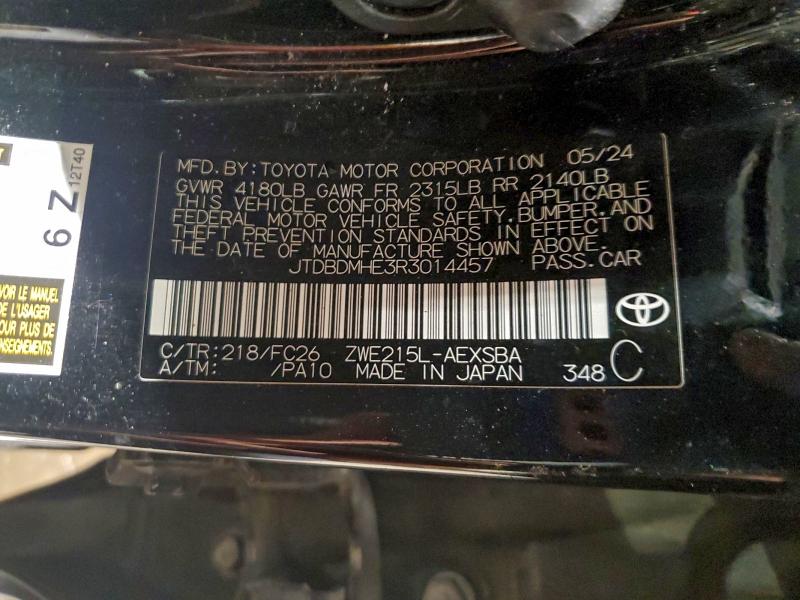 MFD.BY:TOYOTA MOTOR CORPORATION 05/24
GVWR 4180LB GAWR FR 2315LB RR 2140LB
THIS VEHICLE CONFORMS TO ALL APPLICABLE
FEDERAL MOTOR VEHICLE SAFETY,BUMPER,AND
THEFT PREVENTION STANDARDS IN EFFECT ON
THE DATE OF MANUFACTURE SHOWN ABOVE.
JTDBDMHE3R3014457 PASS.CAR
C/TR:218/FC26 ZWE215L-AEXSBA
A/TM: /PA10 MADE IN JAPAN 348 C
6 Z
12T40
VOIR LE MANUEL
DE L'USAGER
POUR PLUS DE
RENSEIGNEMENTS